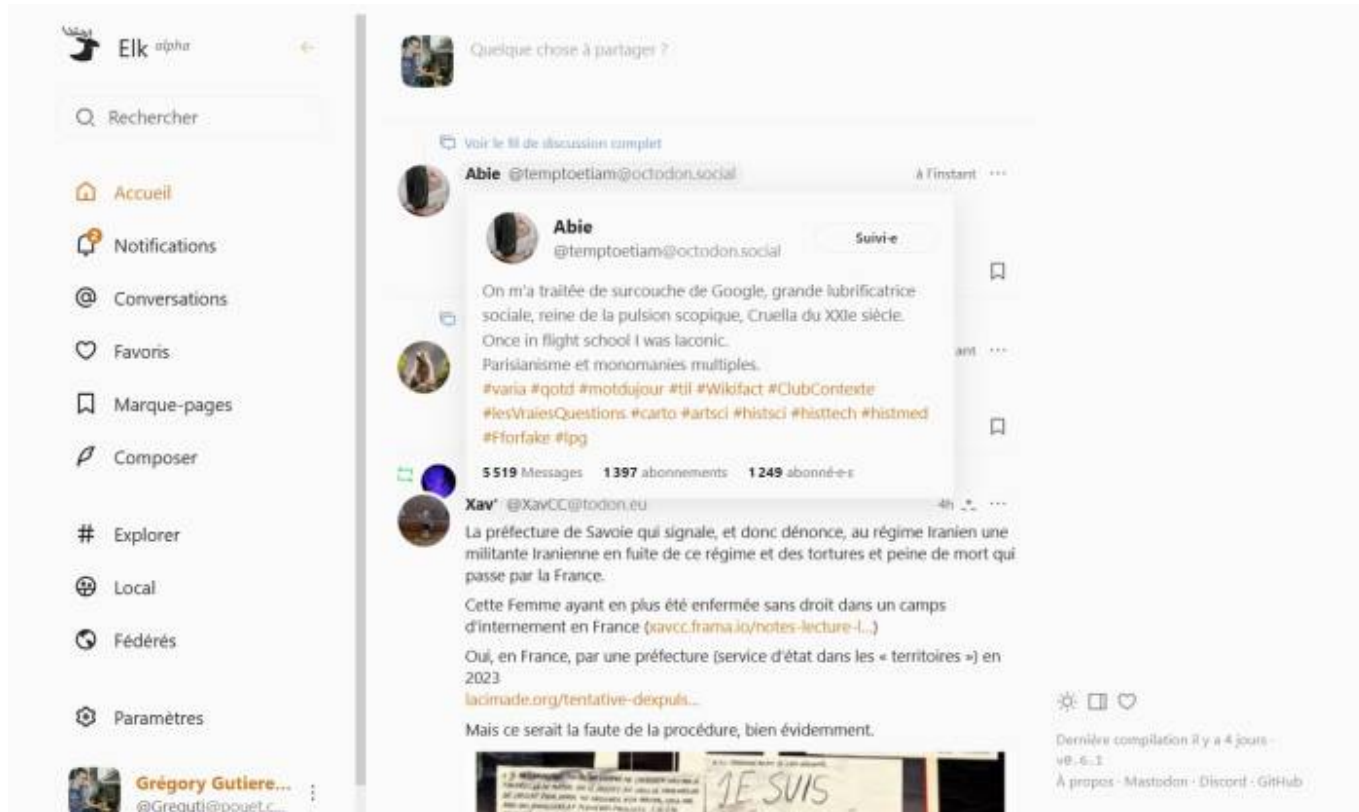 Elk alpha
Rechercher
Accueil
2
Notifications
Conversations
Favoris
Marque-pages
Composer
Explorer
Local
Fédérés
Paramètres
Grégory Gutiere...
@Greguti@pouet.c...
Quelque chose à partager ?
Voir le fil de discussion complet
Abie @temptoetiam@octodon.social à l'instant
Abie
@temptoetiam@octodon.social
Suivi·e
On m'a traitée de surcouche de Google, grande lubrificatrice
sociale, reine de la pulsion scopique, Cruella du XXIe siècle.
Once in flight school I was laconic.
Parisianisme et monomanies multiples.
#varia #qotd #motdujour #til #Wikifact #ClubContexte
#lesVraiesQuestions #carto #artsci #histsci #histtech #histmed
#Fforfake #lpg
5 519 Messages 1 397 abonnements 1 249 abonné·e·s
ant
Xav' @XavCC@todon.eu 4h
La préfecture de Savoie qui signale, et donc dénonce, au régime Iranien une
militante Iranienne en fuite de ce régime et des tortures et peine de mort qui
passe par la France.
Cette Femme ayant en plus été enfermée sans droit dans un camps
d'internement en France (xavcc.frama.io/notes-lecture-l...)
Oui, en France, par une préfecture (service d'état dans les « territoires ») en
2023
lacimade.org/tentative-dexpuls...
Mais ce serait la faute de la procédure, bien évidemment.
JE SUIS
Dernière compilation il y a 4 jours ·
v0.6.1
À propos · Mastodon · Discord · GitHub